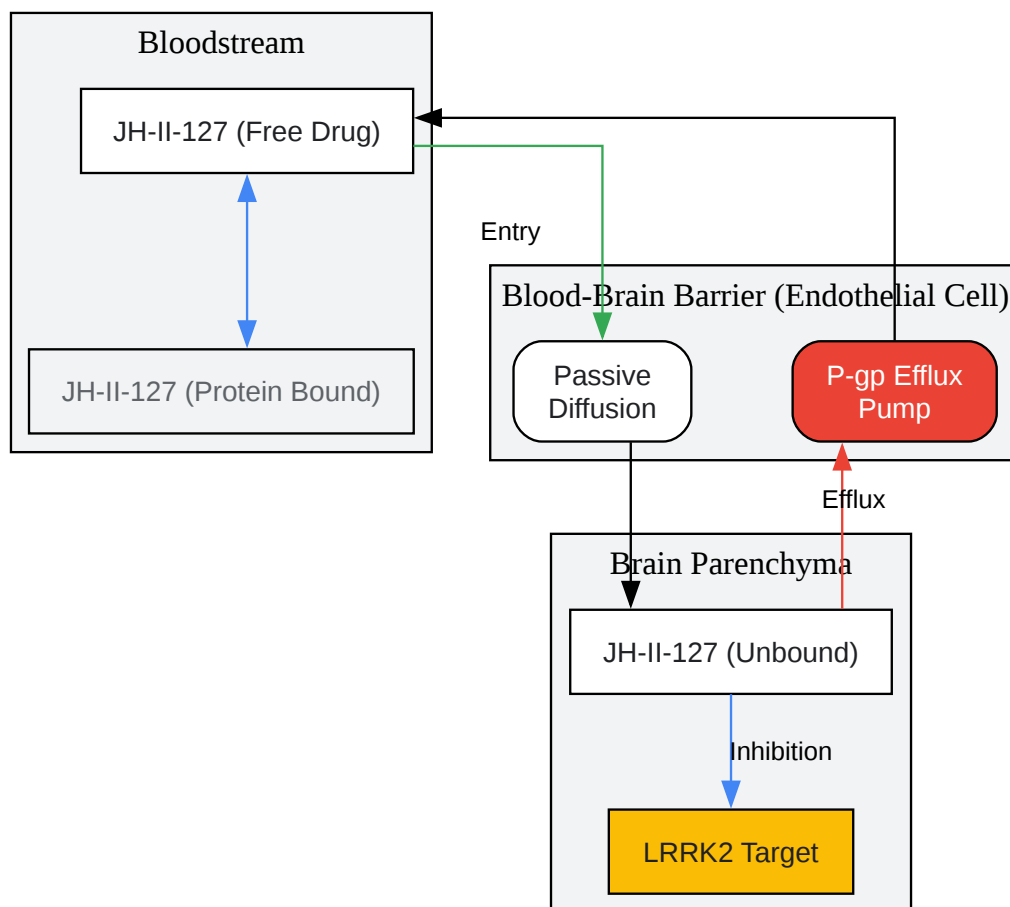 Bloodstream
JH-II-127 (Free Drug)
Entry
JH-II-127 (Protein Bound)
Blood-Brain Barrier (Endothelial Cell)
Passive
Diffusion
P-gp Efflux
Pump
Efflux
Brain Parenchyma
JH-II-127 (Unbound)
Inhibition
LRRK2 Target